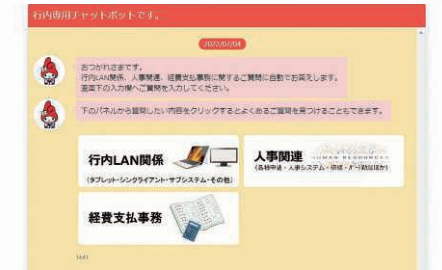 行内専用チャットボットです。
2022/07/04
おつかれさまです。
行内LAN関係、人事関連、経費支払事務に関するご質問に自動でお答えします。
画面下の入力欄へご質問を入力してください。
下のパネルから質問したい内容をクリックするとよくあるご質問を見つけることもできます。
行内LAN関係
(タブレット・シンクライアント・サブシステム・その他)
人事関連
HUMAN RESOURCES
経費支払事務